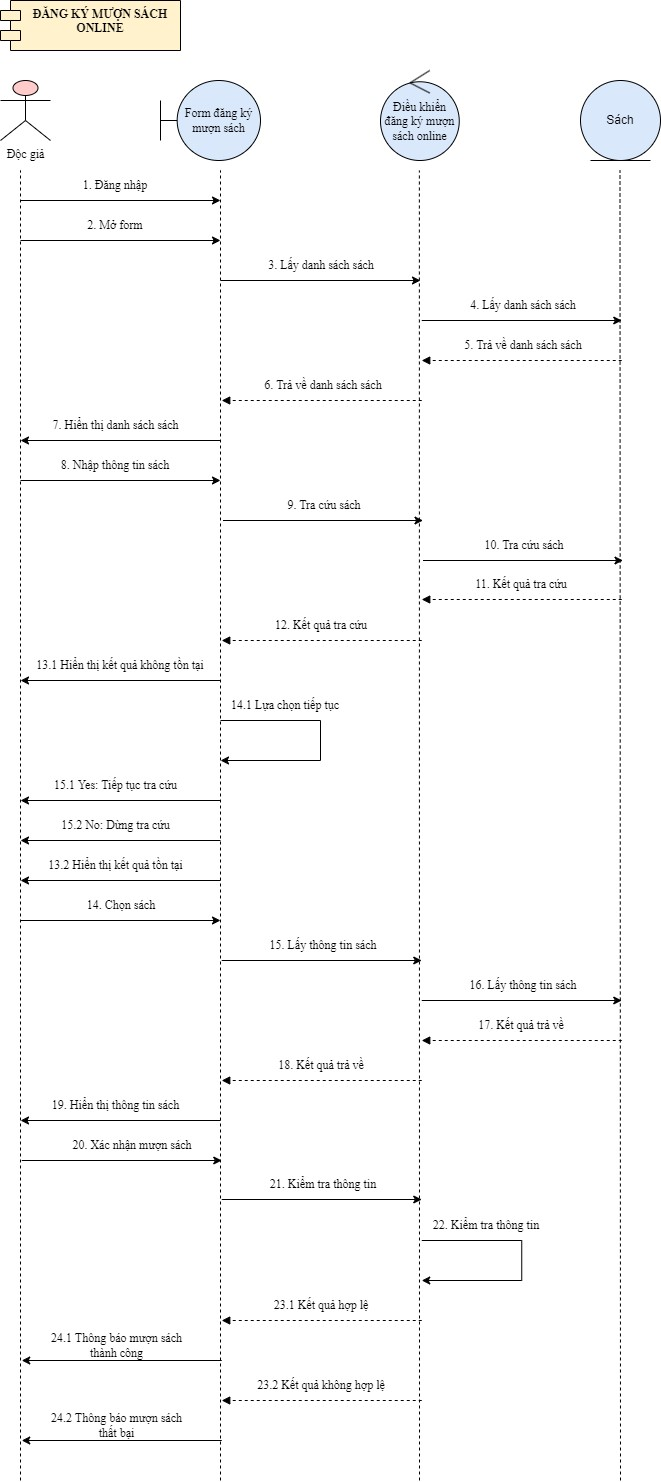 ĐĂNG KÝ MƯỢN SÁCH
ONLINE
Độc giả
Form đăng ký
mượn sách
Điều khiển
đăng ký mượn
sách online
Sách
1. Đăng nhập
2. Mở form
3. Lấy danh sách sách
4. Lấy danh sách sách
5. Trả về danh sách sách
6. Trả về danh sách sách
7. Hiển thị danh sách sách
8. Nhập thông tin sách
9. Tra cứu sách
10. Tra cứu sách
11. Kết quả tra cứu
12. Kết quả tra cứu
13.1 Hiển thị kết quả không tồn tại
14.1 Lựa chọn tiếp tục
15.1 Yes: Tiếp tục tra cứu
15.2 No: Dừng tra cứu
13.2 Hiển thị kết quả tồn tại
14. Chọn sách
15. Lấy thông tin sách
16. Lấy thông tin sách
17. Kết quả trả về
18. Kết quả trả về
19. Hiển thị thông tin sách
20. Xác nhận mượn sách
21. Kiểm tra thông tin
22. Kiểm tra thông tin
23.1 Kết quả hợp lệ
24.1 Thông báo mượn sách
thành công
23.2 Kết quả không hợp lệ
24.2 Thông báo mượn sách
thất bại